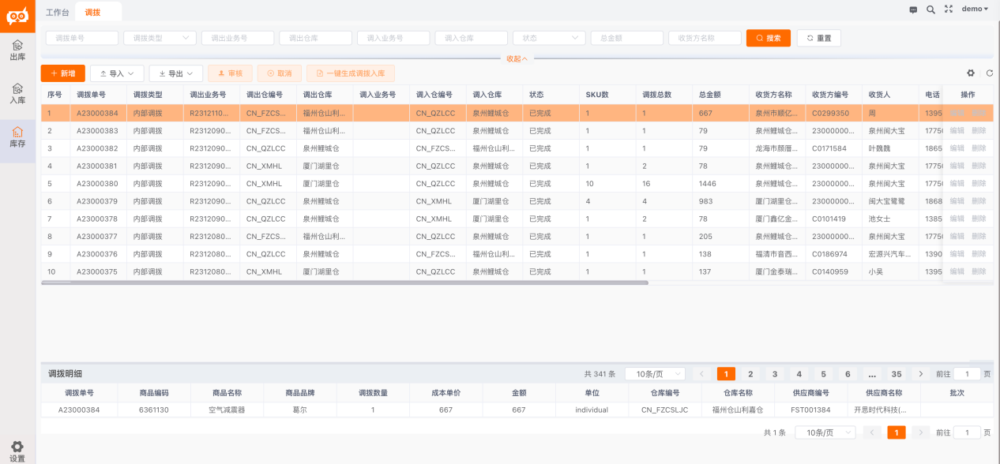 工作台 调拨 demo
出库
入库
库存
设置
调拨单号 调拨类型 调出业务号 调出仓库 调入业务号 调入仓库 状态 总金额 收货方名称 搜索 重置
收起
新增 导入 导出 审核 取消 一键生成调拨入库
序号 调拨单号 调拨类型 调出业务号 调出仓编号 调出仓库 调入业务号 调入仓编号 调入仓库 状态 SKU数 调拨总数 总金额 收货方名称 收货方编号 收货人 电话 操作
1 A23000384 内部调拨 R2312110... CN_FZCS... 福州仓山利... CN_QZLCC 泉州鲤城仓 已完成 1 1 667 泉州市顺亿... C0299350 周 1395
2 A23000383 内部调拨 R2312090... CN_FZCS... 福州仓山利... CN_QZLCC 泉州鲤城仓 已完成 1 1 79 泉州鲤城仓... 23000000... 泉州闽大宝 1775 编辑 删除
3 A23000382 内部调拨 R2312090... CN_QZLCC 泉州鲤城仓 CN_FZCS... 福州仓山利... 已完成 1 1 79 龙海市颜厝... C0171584 叶魏魏 1865 编辑 删除
4 A23000381 内部调拨 R2312090... CN_XMHL 厦门湖里仓 CN_QZLCC 泉州鲤城仓 已完成 1 2 78 泉州鲤城仓... 23000000... 泉州闽大宝 1775 编辑 删除
5 A23000380 内部调拨 R2312090... CN_XMHL 厦门湖里仓 CN_QZLCC 泉州鲤城仓 已完成 10 16 1446 泉州鲤城仓... 23000000... 泉州闽大宝 1775 编辑 删除
6 A23000379 内部调拨 R2312090... CN_QZLCC 泉州鲤城仓 CN_XMHL 厦门湖里仓 已完成 4 4 983 厦门湖里仓... 23000000... 闽大宝鹭鹭 1868 编辑 删除
7 A23000378 内部调拨 R2312090... CN_QZLCC 泉州鲤城仓 CN_XMHL 厦门湖里仓 已完成 1 2 78 厦门鑫亿金... C0101419 池女士 1385 编辑 删除
8 A23000377 内部调拨 R2312080... CN_FZCS... 福州仓山利... CN_QZLCC 泉州鲤城仓 已完成 1 1 205 泉州鲤城仓... 23000000... 泉州闽大宝 1775 编辑 删除
9 A23000376 内部调拨 R2312080... CN_QZLCC 泉州鲤城仓 CN_FZCS... 福州仓山利... 已完成 1 1 138 福清市音西... C0186974 宏源兴汽车... 1390 编辑 删除
10 A23000375 内部调拨 R2312080... CN_XMHL 厦门湖里仓 CN_QZLCC 泉州鲤城仓 已完成 1 1 137 厦门金泰瑞... C0140959 小吴 1395 编辑 删除
调拨明细 共 341 条 10条/页 1 2 3 4 5 6 ... 35 前往 1 页
调拨单号 商品编码 商品名称 商品品牌 调拨数量 成本单价 金额 单位 仓库编号 仓库名称 供应商编号 供应商名称 批次
A23000384 6361130 空气减震器 葛尔 1 667 667 individual CN_FZCSLJC 福州仓山利嘉仓 FST001384 开思时代科技(...
共 1 条 10条/页 1 前往 1 页